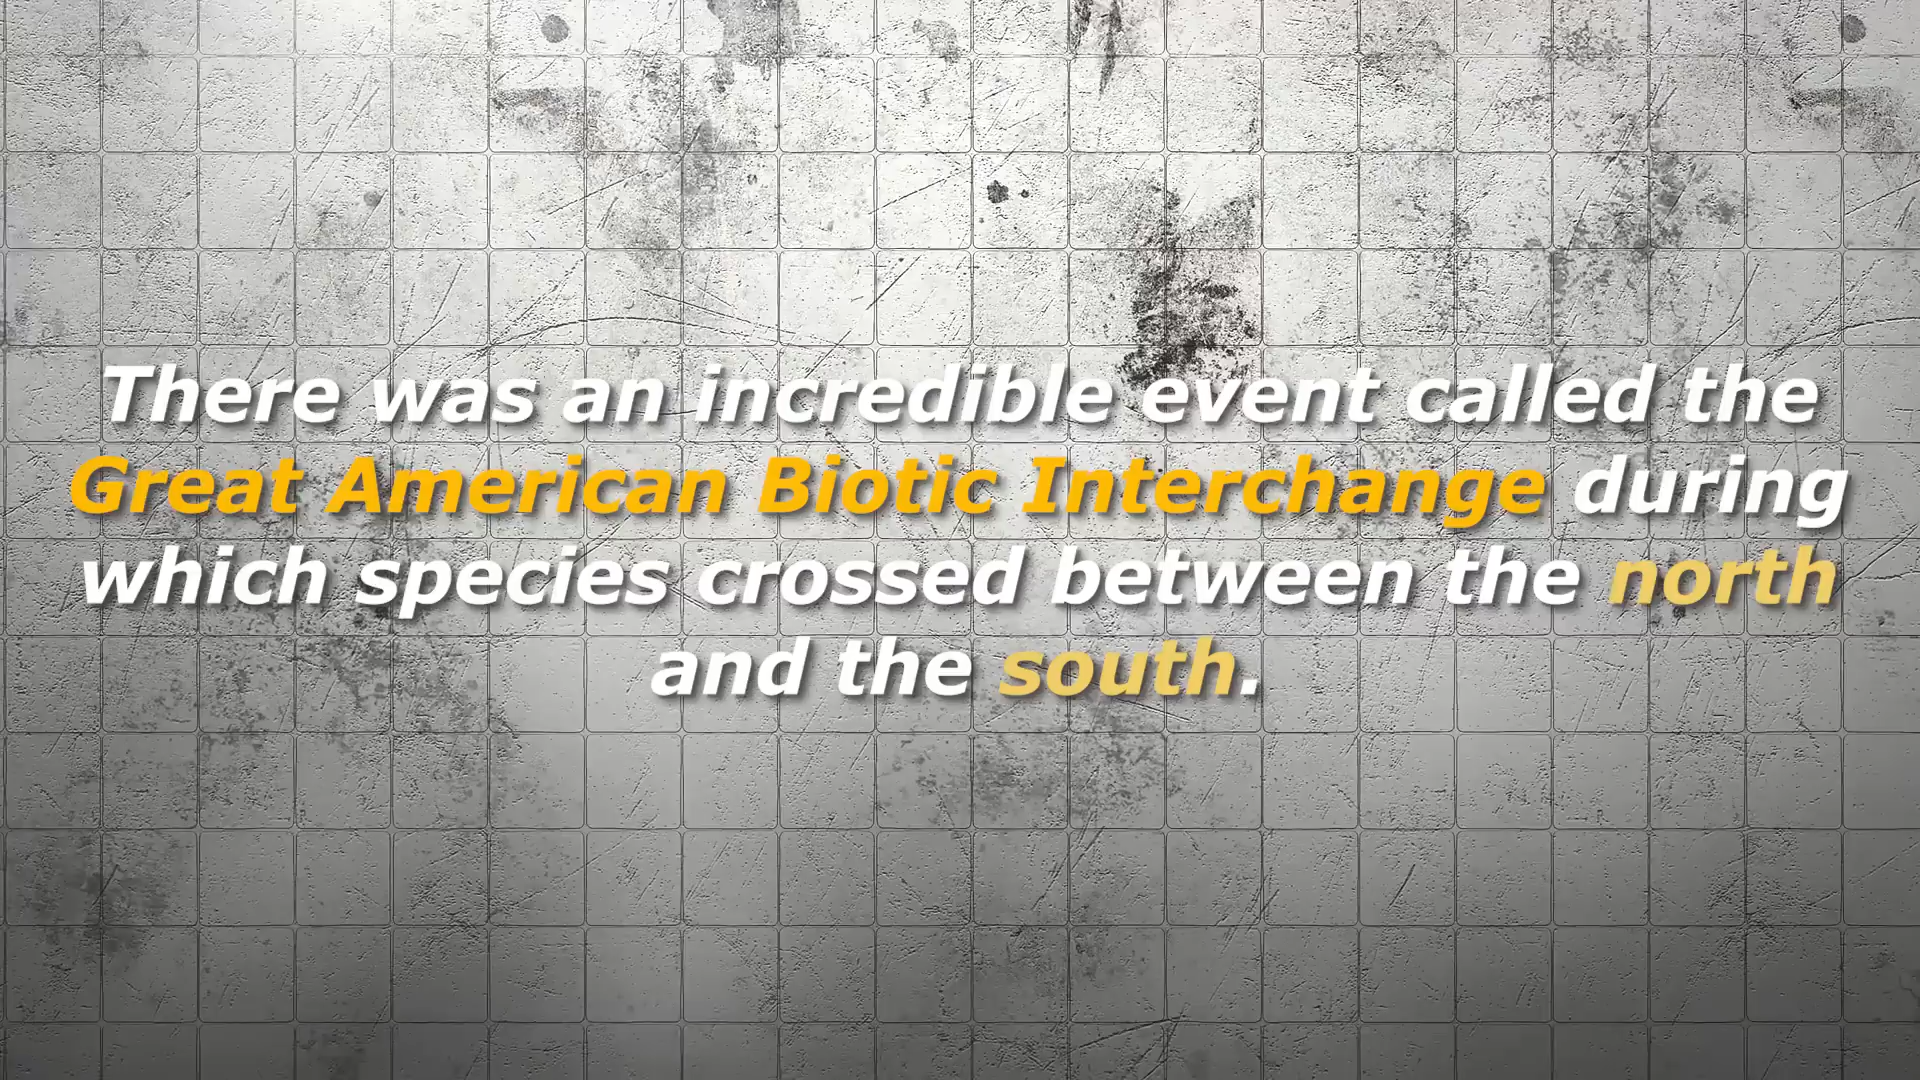 There was an incredible event called the
Great American Biotic Interchange during
which species crossed between the north
and the south.